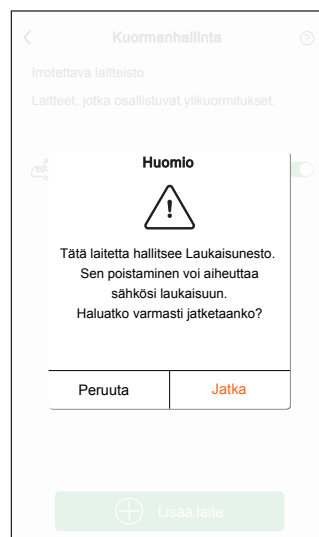 Kuormanhallinta
Irrotettava laitteisto
Laitteet, jotka osallistuvat ylikuormitukset.
Huomio
Tätä laitetta hallitsee Laukaisunesto.
Sen poistaminen voi aiheuttaa
sähkösi laukaisuun.
Haluatko varmasti jatketaanko?
Peruuta
Jatka
Lisää laite